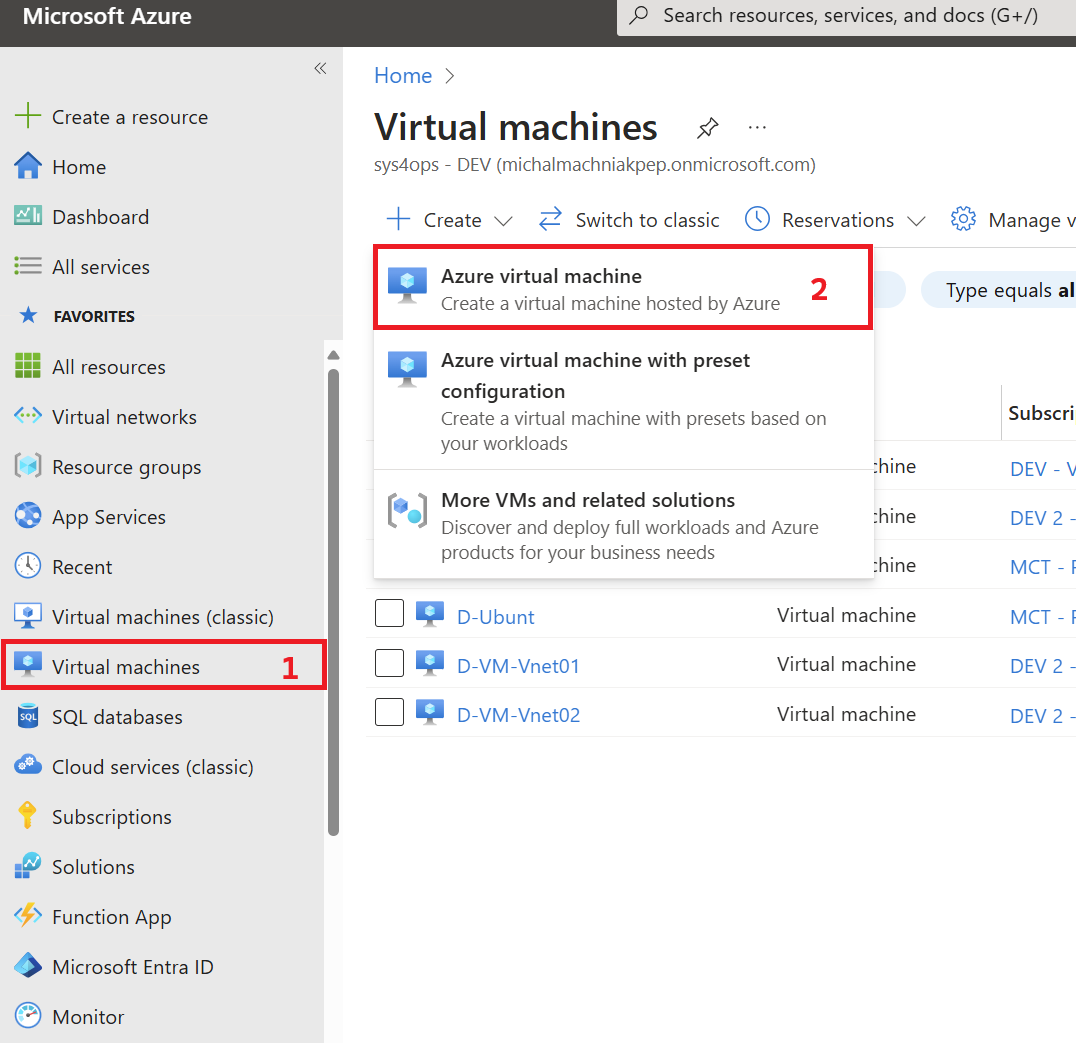 Microsoft Azure
Search resources, services, and docs (G+/)
Create a resource
Home
Dashboard
All services
FAVORITES
All resources
Virtual networks
Resource groups
App Services
Recent
Virtual machines (classic)
Virtual machines 1
SQL databases
Cloud services (classic)
Subscriptions
Solutions
Function App
Microsoft Entra ID
Monitor
Home
Virtual machines
sys4ops - DEV (michalmachniakpep.onmicrosoft.com)
Create
Switch to classic
Reservations
Manage v
Azure virtual machine
Create a virtual machine hosted by Azure
2
Type equals al
Azure virtual machine with preset
configuration
Create a virtual machine with presets based on
your workloads
More VMs and related solutions
Discover and deploy full workloads and Azure
products for your business needs
Subscri
chine DEV - V
chine DEV 2 -
chine MCT - P
D-Ubunt Virtual machine MCT - P
D-VM-Vnet01 Virtual machine DEV 2 -
D-VM-Vnet02 Virtual machine DEV 2 -